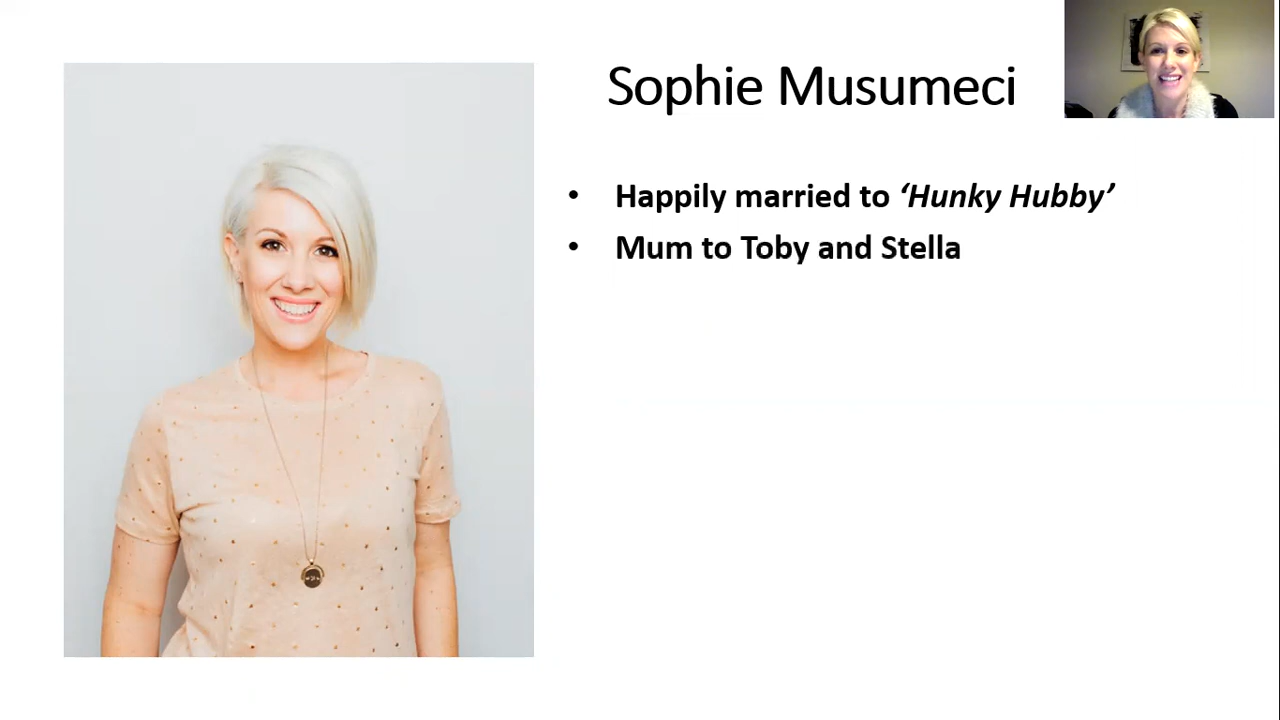 Sophie Musumeci
• Happily married to ‘Hunky Hubby’
• Mum to Toby and Stella